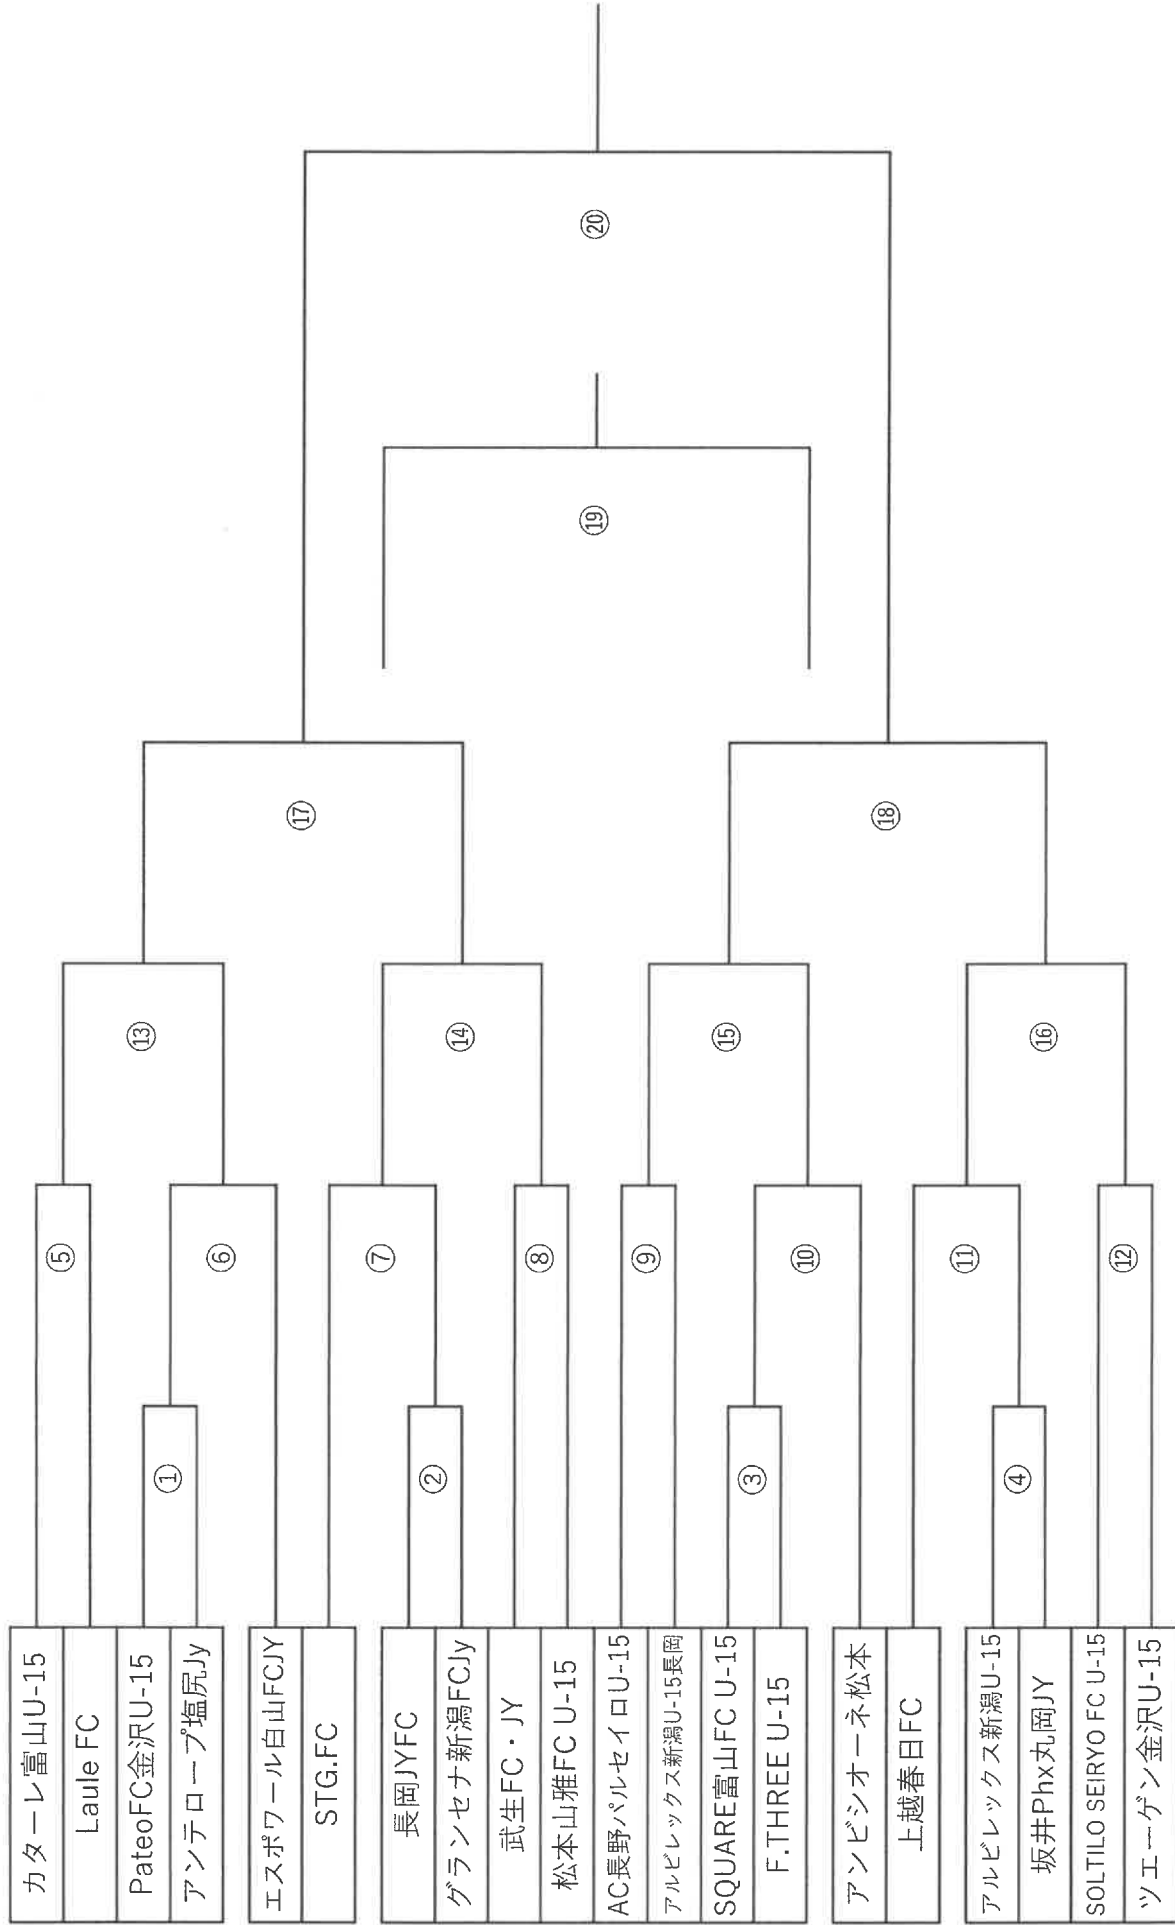 ⑳
⑲
⑰
⑱
⑬
⑭
⑮
⑯
⑤
⑥
⑦
⑧
⑨
⑩
⑪
⑫
①
②
③
④
カターレ富山U-15
Laule FC
PateoFC金沢U-15
アンテロープ塩尻Jy
エスポワール白山FCJY
STG.FC
長岡JYFC
グランセナ新潟FCJy
武生FC・JY
松本山雅FC U-15
AC長野パルセイロU-15
アルビレックス新潟U-15長岡
SQUARE富山FC U-15
F.THREE U-15
アンビシオーネ松本
上越春日FC
アルビレックス新潟U-15
坂井Phx丸岡JY
SOLTILO SEIRYO FC U-15
ツエーゲン金沢U-15